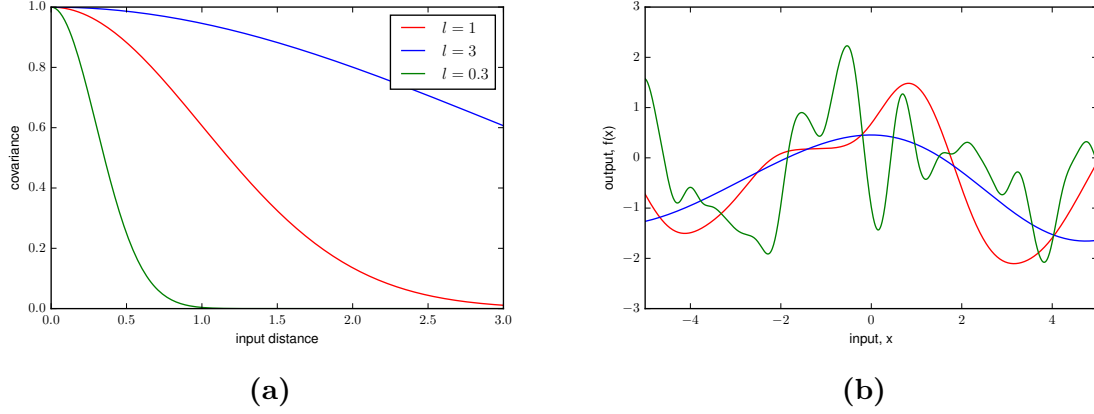 1.0
0.8
0.6
0.4
0.2
0.0
covariance
0.0 0.5 1.0 1.5 2.0 2.5 3.0
input distance
l = 1
l = 3
l = 0.3
(a)
3
2
1
0
−1
−2
−3
output, f(x)
−4 −2 0 2 4
input, x
(b)